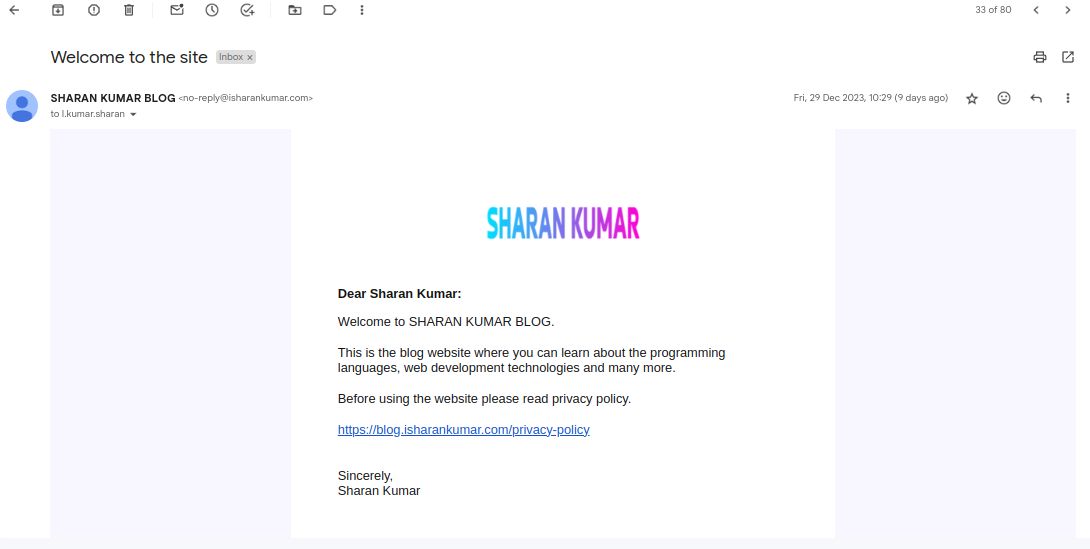 33 of 80
Welcome to the site Inbox x
SHARAN KUMAR BLOG <no-reply@isharankumar.com> Fri, 29 Dec 2023, 10:29 (9 days ago)
to I.kumar.sharan
SHARAN KUMAR
Dear Sharan Kumar:
Welcome to SHARAN KUMAR BLOG.
This is the blog website where you can learn about the programming
languages, web development technologies and many more.
Before using the website please read privacy policy.
https://blog.isharankumar.com/privacy-policy
Sincerely,
Sharan Kumar